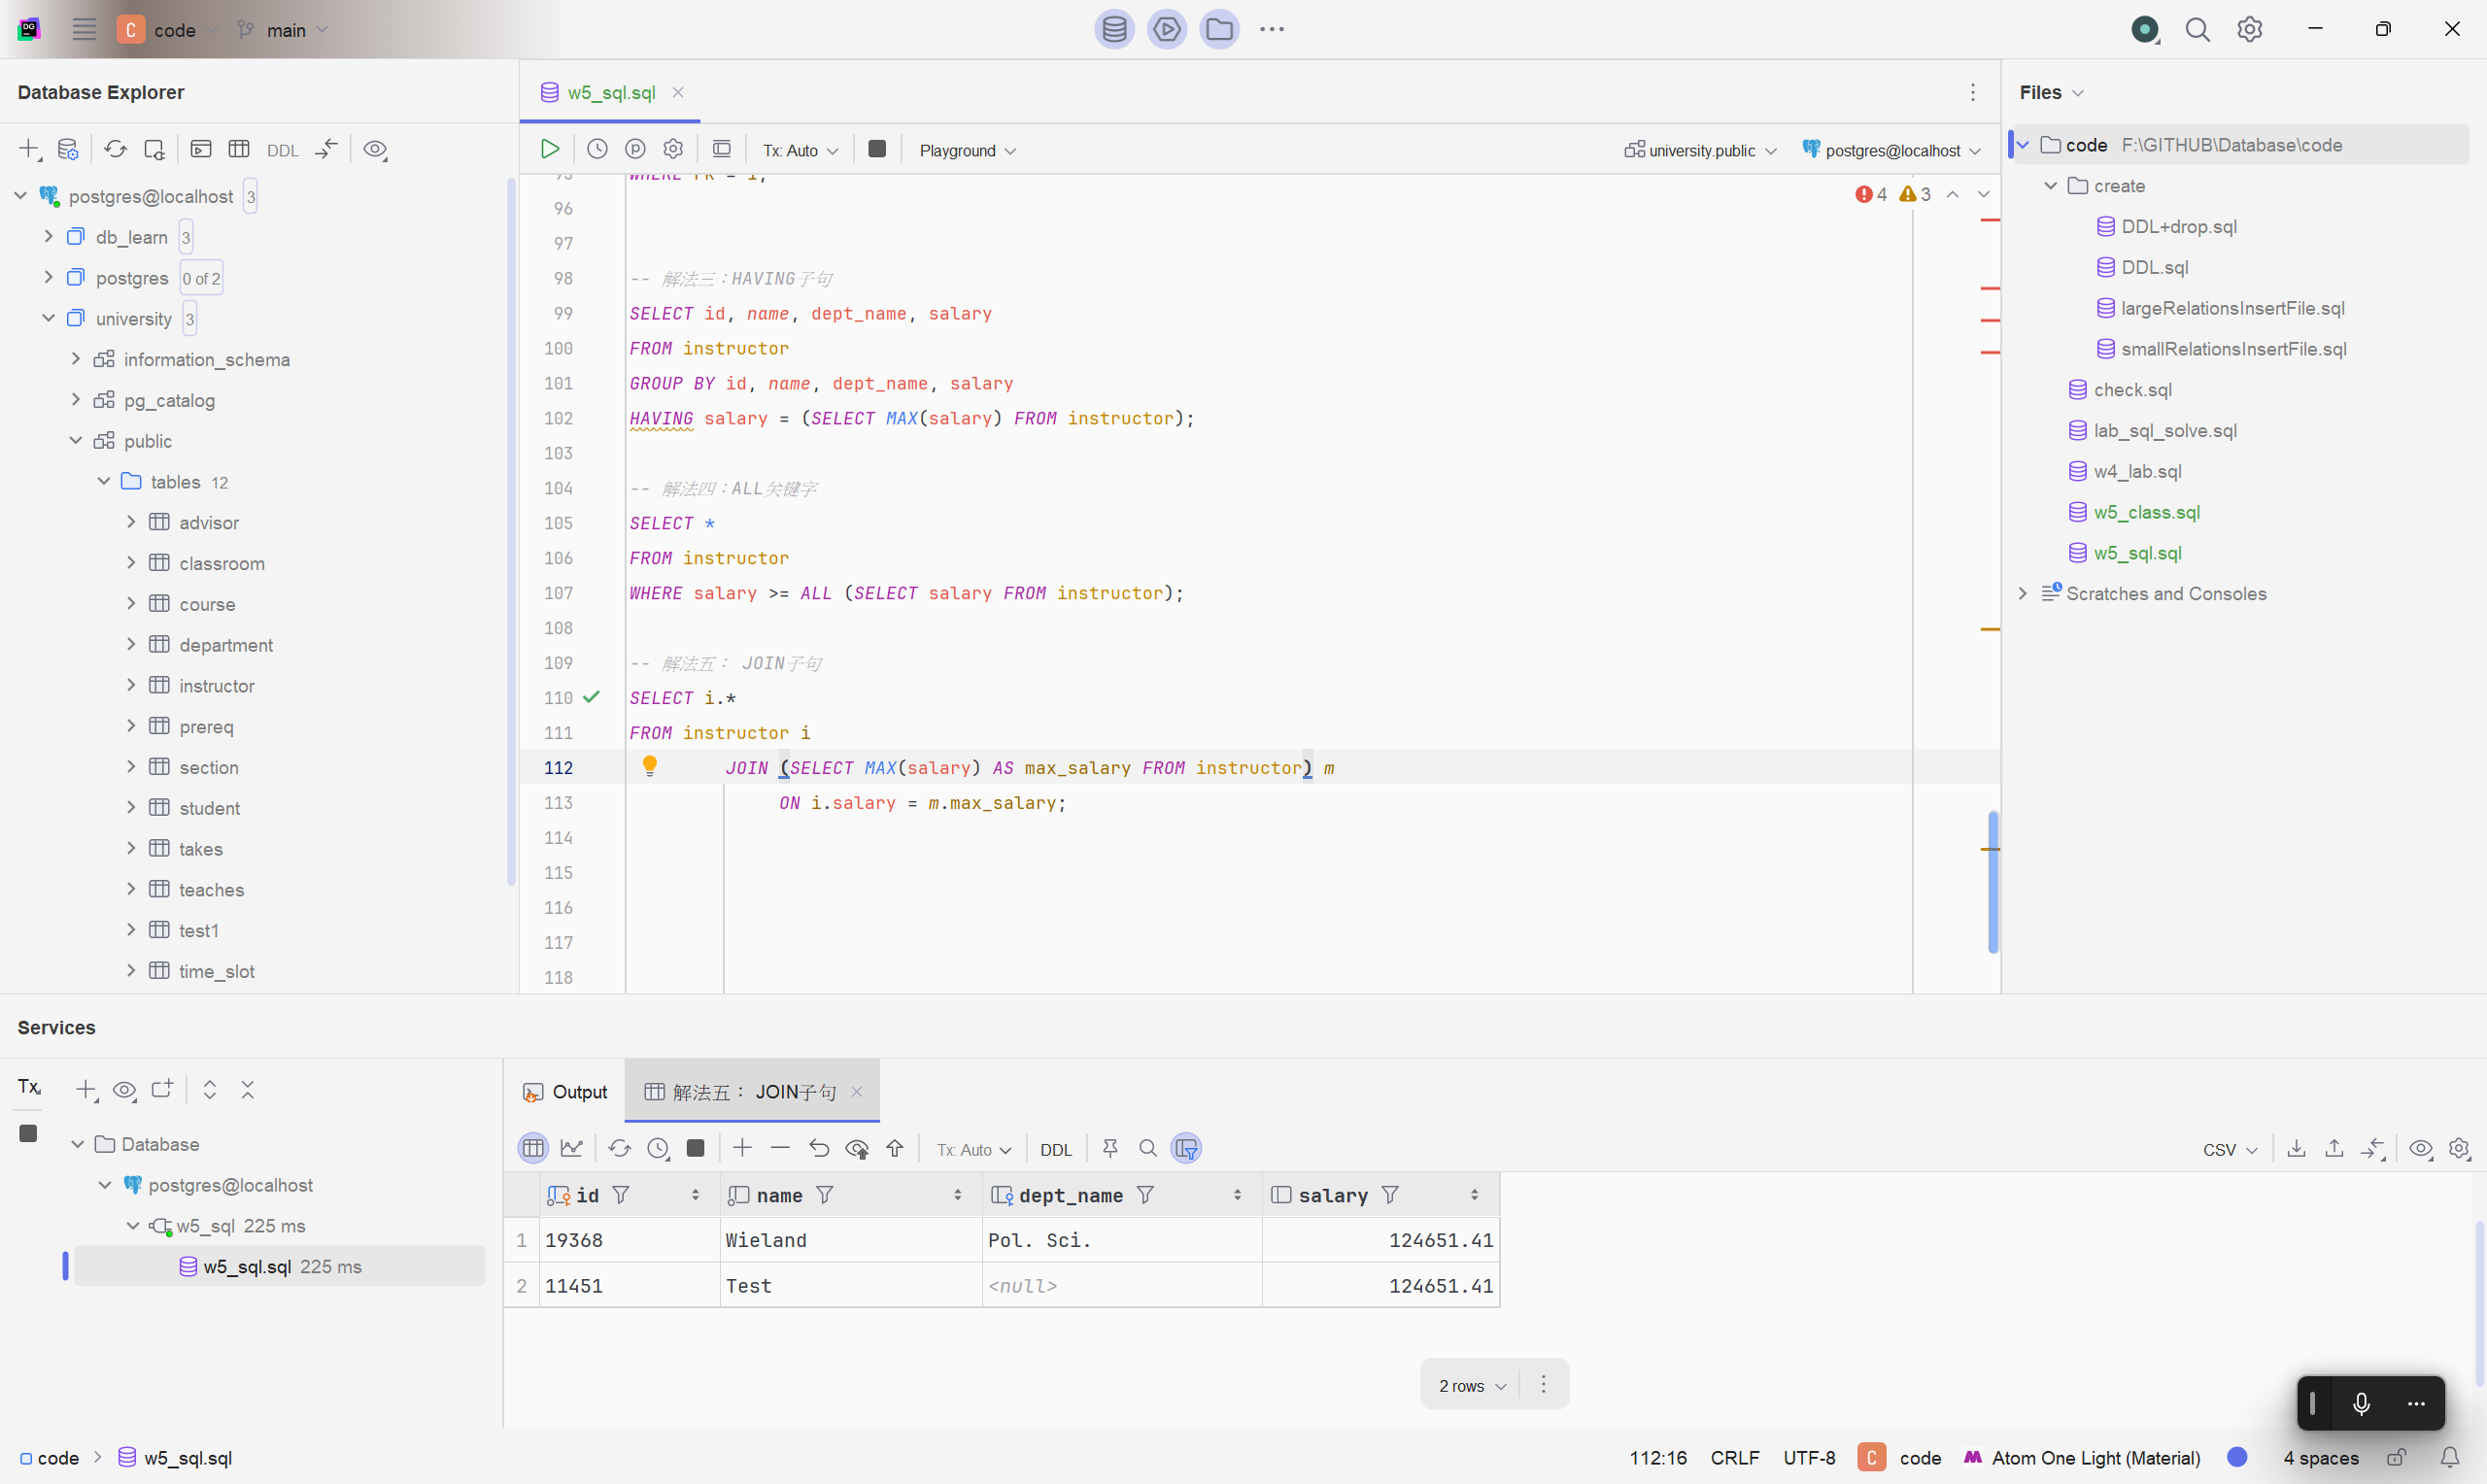 DG
C code
main
Database Explorer
DDL
postgres@localhost 3
db_learn 3
postgres 0 of 2
university 3
information_schema
pg_catalog
public
tables 12
advisor
classroom
course
department
instructor
prereq
section
student
takes
teaches
test1
time_slot
w5_sql.sql
Tx: Auto
Playground
university.public
postgres@localhost
4 3
96
97
98 -- 解法三：HAVING子句
99 SELECT id, name, dept_name, salary
100 FROM instructor
101 GROUP BY id, name, dept_name, salary
102 HAVING salary = (SELECT MAX(salary) FROM instructor);
103
104 -- 解法四：ALL关键字
105 SELECT *
106 FROM instructor
107 WHERE salary >= ALL (SELECT salary FROM instructor);
108
109 -- 解法五： JOIN子句
110 SELECT i.*
111 FROM instructor i
112 JOIN (SELECT MAX(salary) AS max_salary FROM instructor) m
113 ON i.salary = m.max_salary;
114
115
116
117
118
Files
code F:\GITHUB\Database\code
create
DDL+drop.sql
DDL.sql
largeRelationsInsertFile.sql
smallRelationsInsertFile.sql
check.sql
lab_sql_solve.sql
w4_lab.sql
w5_class.sql
w5_sql.sql
Scratches and Consoles
Services
Tx
Database
postgres@localhost
w5_sql 225 ms
w5_sql.sql 225 ms
Output
解法五： JOIN子句
Tx: Auto
DDL
CSV
id name dept_name salary
1 19368 Wieland Pol. Sci. 124651.41
2 11451 Test <null> 124651.41
2 rows
code
w5_sql.sql
112:16 CRLF UTF-8 C code Atom One Light (Material) 4 spaces